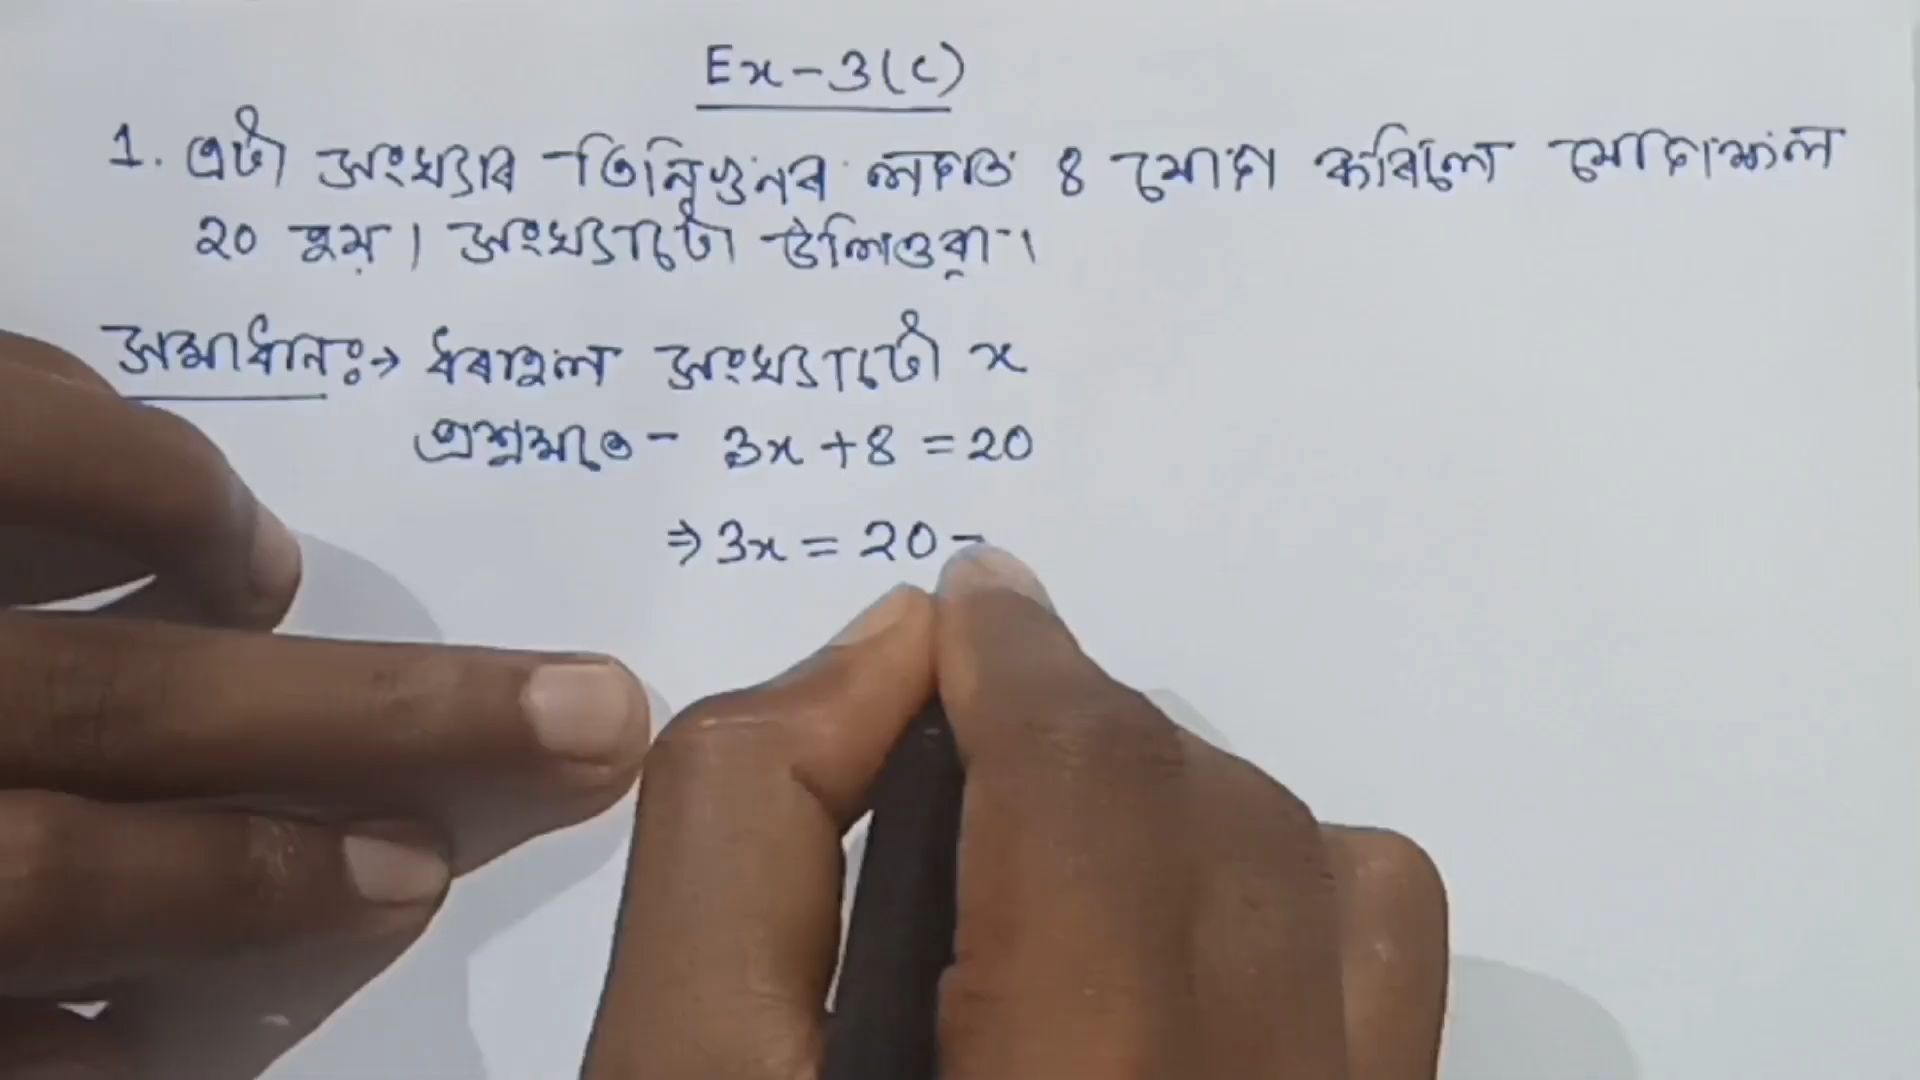 Ex-3(c)
1. এটা সংখ্যাৰ তিনিগুনৰ লগত 8 যোগ কৰিলে যোগফল
20 হয়। সংখ্যাটো উলিওৱা।
সমাধানঃ→ ধৰাহল সংখ্যাটো x
প্ৰশ্নমতে- 3x+8 =20
⇒3x = 20-